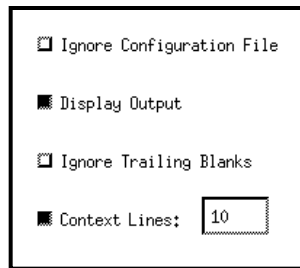 Ignore Configuration File
Display Output
Ignore Trailing Blanks
Context Lines: 10